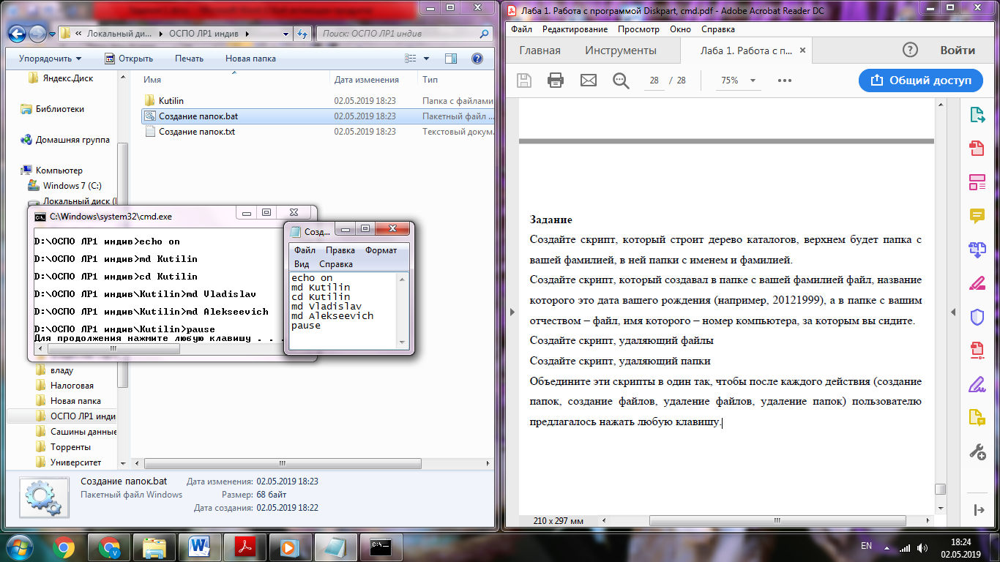 Локальный ди... ▸ ОСПО ЛР1 индив ▸
Поиск: ОСПО ЛР1 индив
Упорядочить Открыть Печать Новая папка
Яндекс.Диск
Библиотеки
Домашняя группа
Компьютер
Windows 7 (C:)
Локальный диск (
Имя Дата изменения Тип
Kutilin 02.05.2019 18:23 Папка с файлами
Создание папок.bat 02.05.2019 18:23 Пакетный файл ...
Создание папок.txt 02.05.2019 18:23 Текстовый докум.
C:\Windows\system32\cmd.exe
D:\ОСПО ЛР1 индив>echo on
D:\ОСПО ЛР1 индив>md Kutilin
D:\ОСПО ЛР1 индив>cd Kutilin
D:\ОСПО ЛР1 индив\Kutilin>md Vladislav
D:\ОСПО ЛР1 индив\Kutilin>md Alekseevich
D:\ОСПО ЛР1 индив\Kutilin>pause
Для продолжения нажмите любую клавишу . . .
Созд...
Файл Правка Формат
Вид Справка
echo on
md Kutilin
cd Kutilin
md Vladislav
md Alekseevich
pause
владу
Налоговая
Новая папка
ОСПО ЛР1 инди
Сашины данные
Торренты
Университет
Создание папок.bat Дата изменения: 02.05.2019 18:23
Пакетный файл Windows Размер: 68 байт
Дата создания: 02.05.2019 18:22
Лаба 1. Работа с программой Diskpart, cmd.pdf - Adobe Acrobat Reader DC
Файл Редактирование Просмотр Окно Справка
Главная Инструменты Лаба 1. Работа с п... × Войти
28 / 28 75% Общий доступ
Задание
Создайте скрипт, который строит дерево каталогов, верхнем будет папка с
вашей фамилией, в ней папки с именем и фамилией.
Создайте скрипт, который создавал в папке с вашей фамилией файл, название
которого это дата вашего рождения (например, 20121999), а в папке с вашим
отчеством – файл, имя которого – номер компьютера, за которым вы сидите.
Создайте скрипт, удаляющий файлы
Создайте скрипт, удаляющий папки
Объедините эти скрипты в один так, чтобы после каждого действия (создание
папок, создание файлов, удаление файлов, удаление папок) пользователю
предлагалось нажать любую клавишу.
210 x 297 мм
EN
18:24
02.05.2019